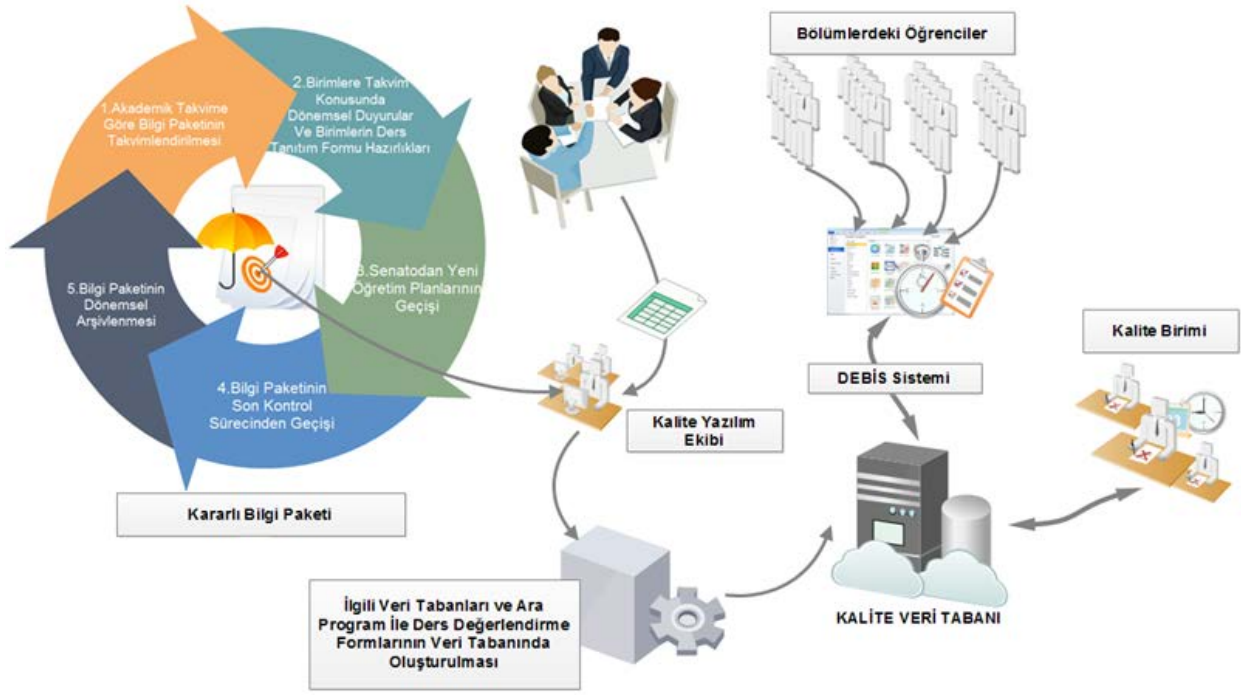 1.Akademik Takvime
Göre Bilgi Paketinin
Takvimlendirilmesi
2.Birimlere Takvim
Konusunda
Dönemsel Duyurular
Ve Birimlerin Ders
Tanıtım Formu Hazırlıkları
3.Senatodan Yeni
Öğretim Planlarının
Geçişi
4.Bilgi Paketinin
Son Kontrol
Sürecinden Geçişi
5.Bilgi Paketinin
Dönemsel
Arşivlenmesi
Kararlı Bilgi Paketi
Kalite Yazılım
Ekibi
İlgili Veri Tabanları ve Ara
Program İle Ders Değerlendirme
Formlarının Veri Tabanında
Oluşturulması
Bölümlerdeki Öğrenciler
DEBİS Sistemi
Kalite Birimi
KALİTE VERİ TABANI